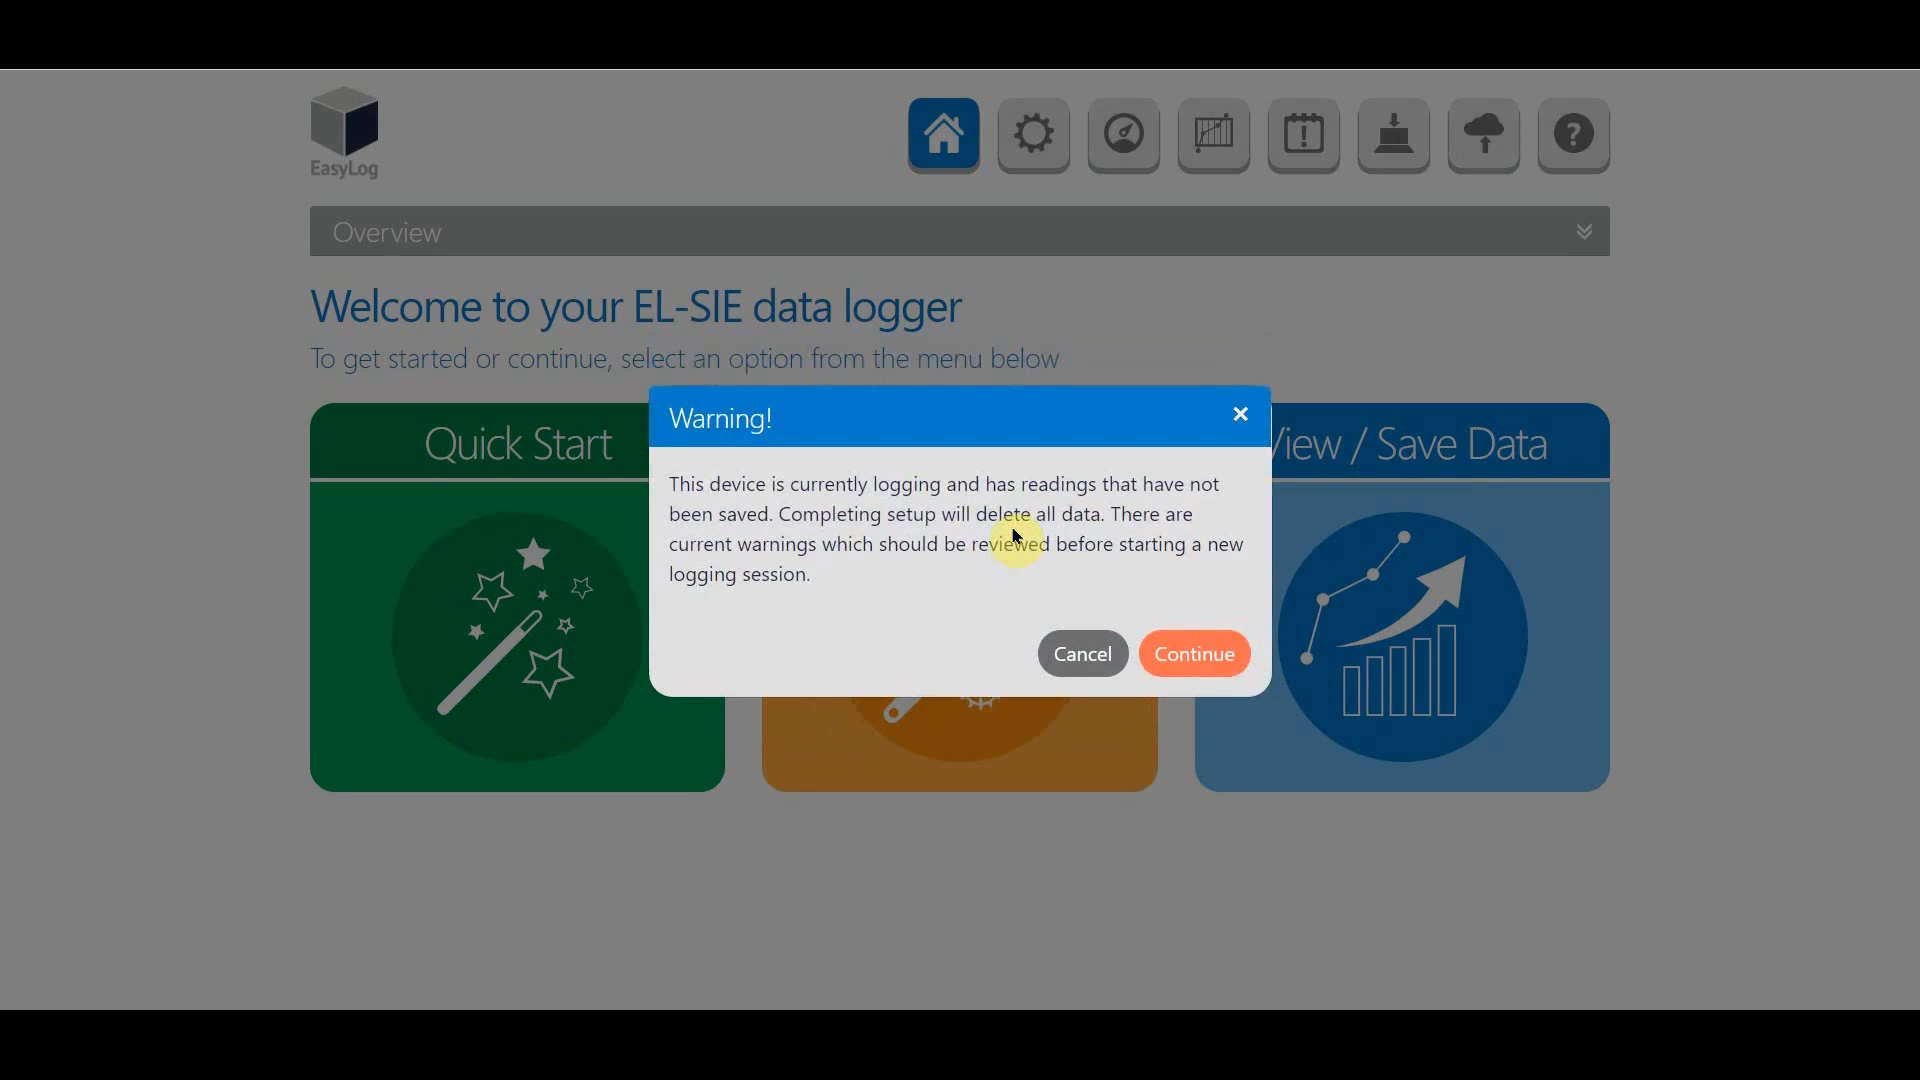 EasyLog
Overview
Welcome to your EL-SIE data logger
To get started or continue, select an option from the menu below
Quick Start
View / Save Data
Warning!
This device is currently logging and has readings that have not
been saved. Completing setup will delete all data. There are
current warnings which should be reviewed before starting a new
logging session.
Cancel
Continue